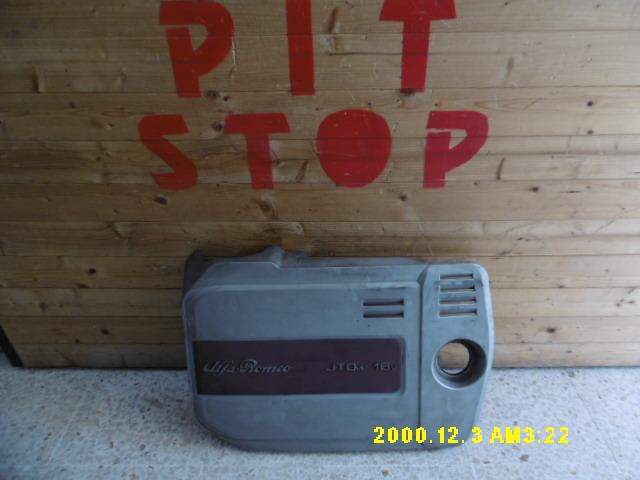 PIT
STOP
Alfa Romeo JTDM 16V
2000.12.3 AM3:22